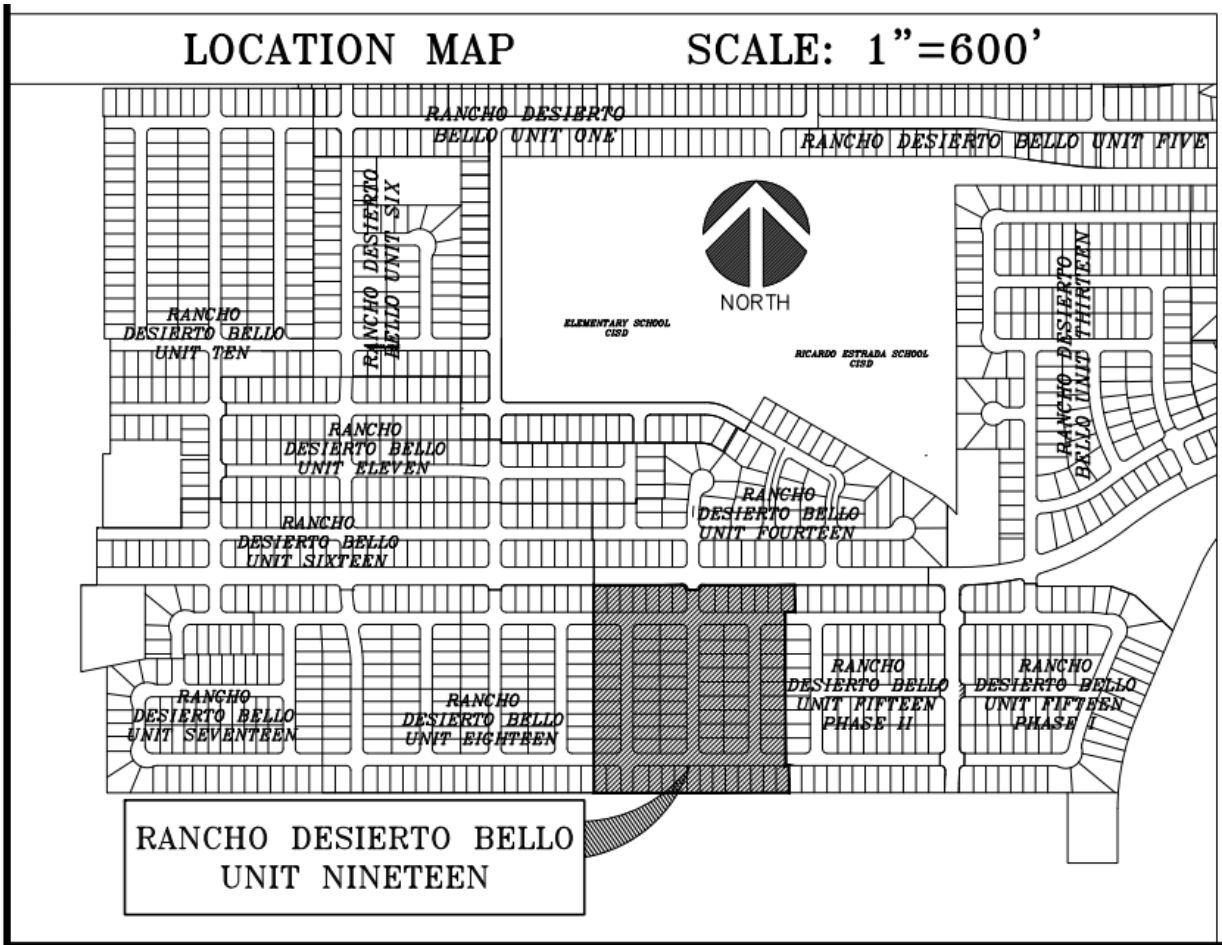 LOCATION MAP SCALE: 1"=600'
RANCHO DESIERTO
BELLO UNIT ONE
RANCHO DESIERTO BELLO UNIT FIVE
RANCHO DESIERTO
BELLO UNIT SIX
NORTH
RANCHO DESIERTO
BELLO UNIT THIRTEEN
RANCHO
DESIERTO BELLO
UNIT TEN
ELEMENTARY SCHOOL
CISD
RICARDO ESTRADA SCHOOL
CISD
RANCHO
DESIERTO BELLO
UNIT ELEVEN
RANCHO
DESIERTO BELLO
UNIT FOURTEEN
RANCHO
DESIERTO BELLO
UNIT SIXTEEN
RANCHO
DESIERTO BELLO
UNIT SEVENTEEN
RANCHO
DESIERTO BELLO
UNIT EIGHTEEN
RANCHO
DESIERTO BELLO
UNIT FIFTEEN
PHASE II
RANCHO
DESIERTO BELLO
UNIT FIFTEEN
PHASE I
RANCHO DESIERTO BELLO
UNIT NINETEEN